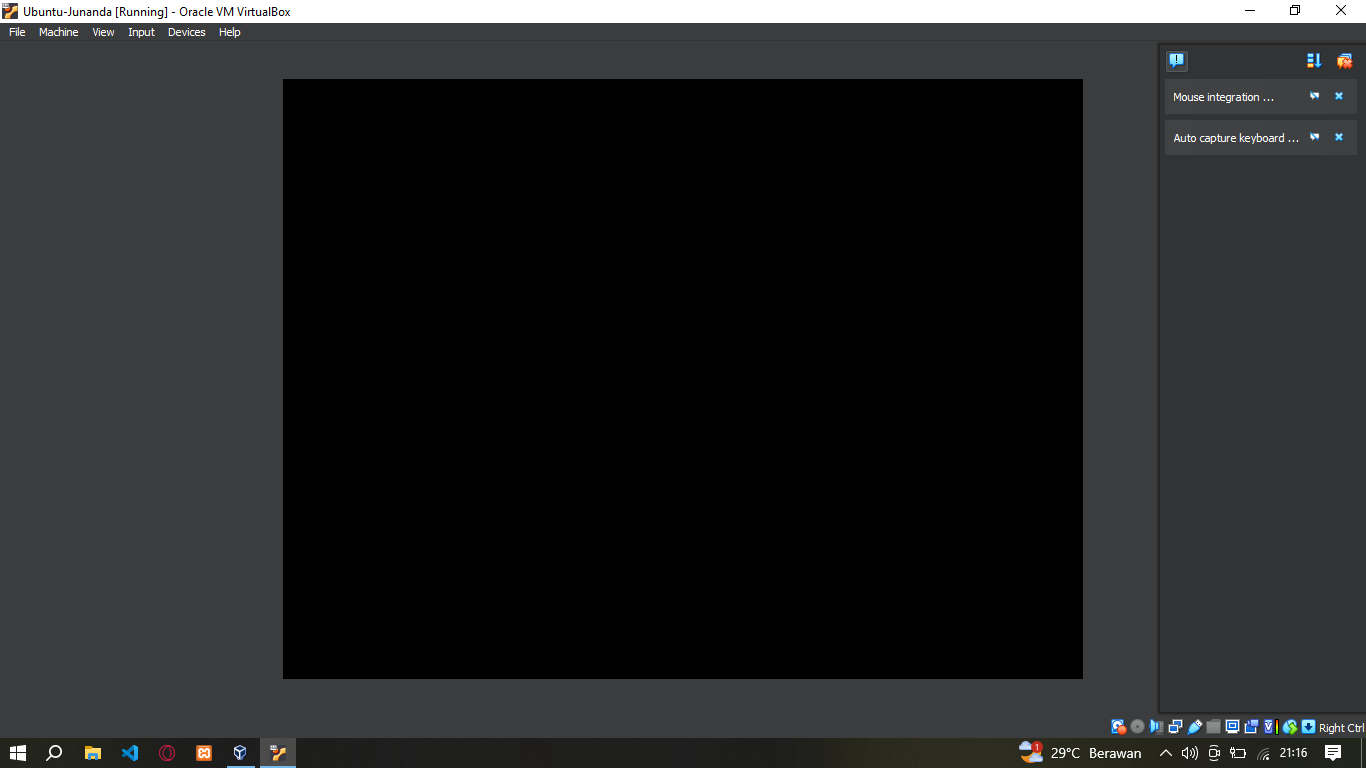 Ubuntu-Junanda [Running] - Oracle VM VirtualBox
File Machine View Input Devices Help
Mouse integration ...
Auto capture keyboard ...
Right Ctrl
1
29°C Berawan
21:16